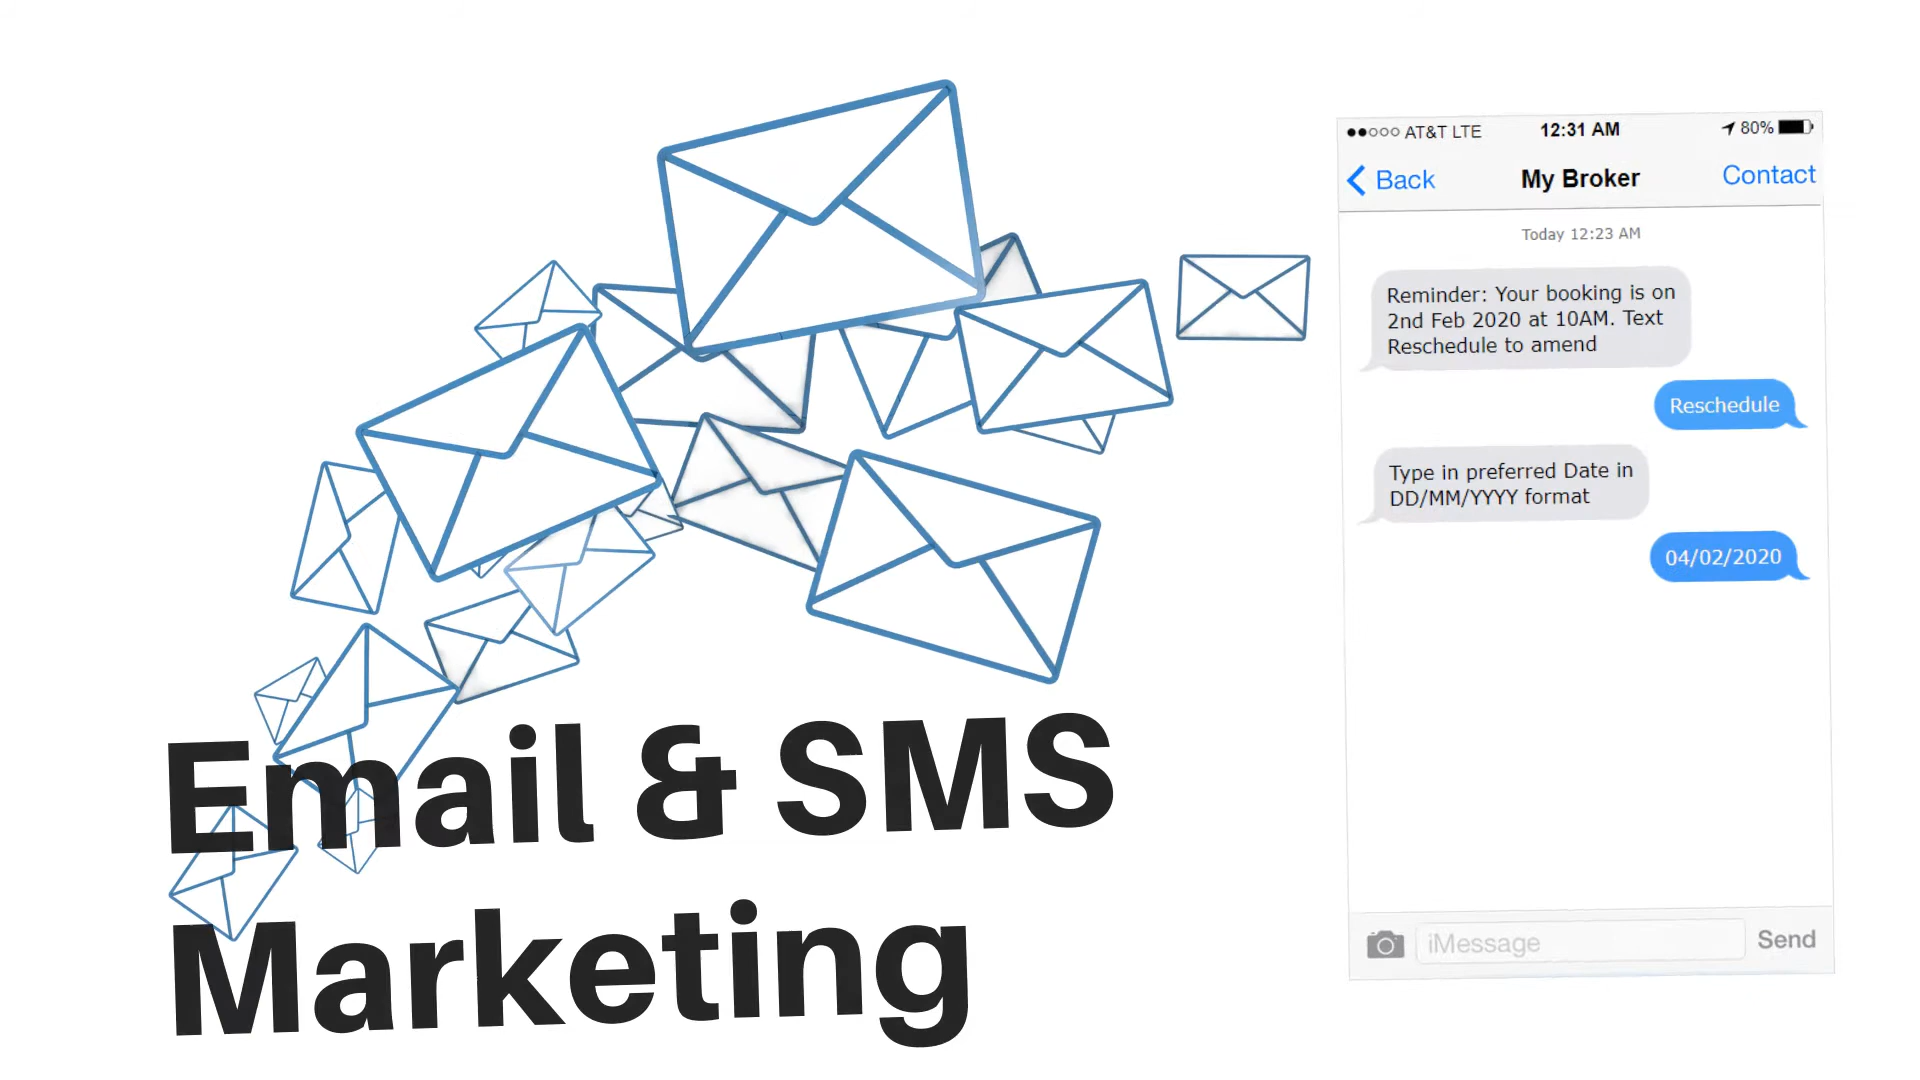 Email & SMS
Marketing
AT&T LTE 12:31 AM 80%
Back My Broker Contact
Today 12:23 AM
Reminder: Your booking is on
2nd Feb 2020 at 10AM. Text
Reschedule to amend
Reschedule
Type in preferred Date in
DD/MM/YYYY format
04/02/2020
iMessage Send